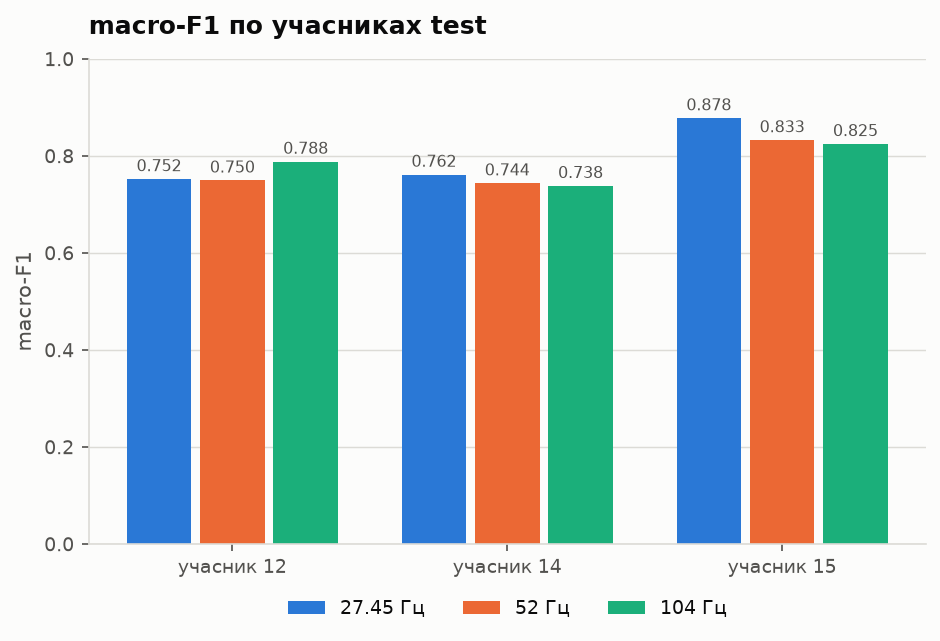 macro-F1 по учасниках test
macro-F1
1.0
0.8
0.6
0.4
0.2
0.0
0.752
0.750
0.788
0.762
0.744
0.738
0.878
0.833
0.825
учасник 12
учасник 14
учасник 15
27.45 Гц
52 Гц
104 Гц